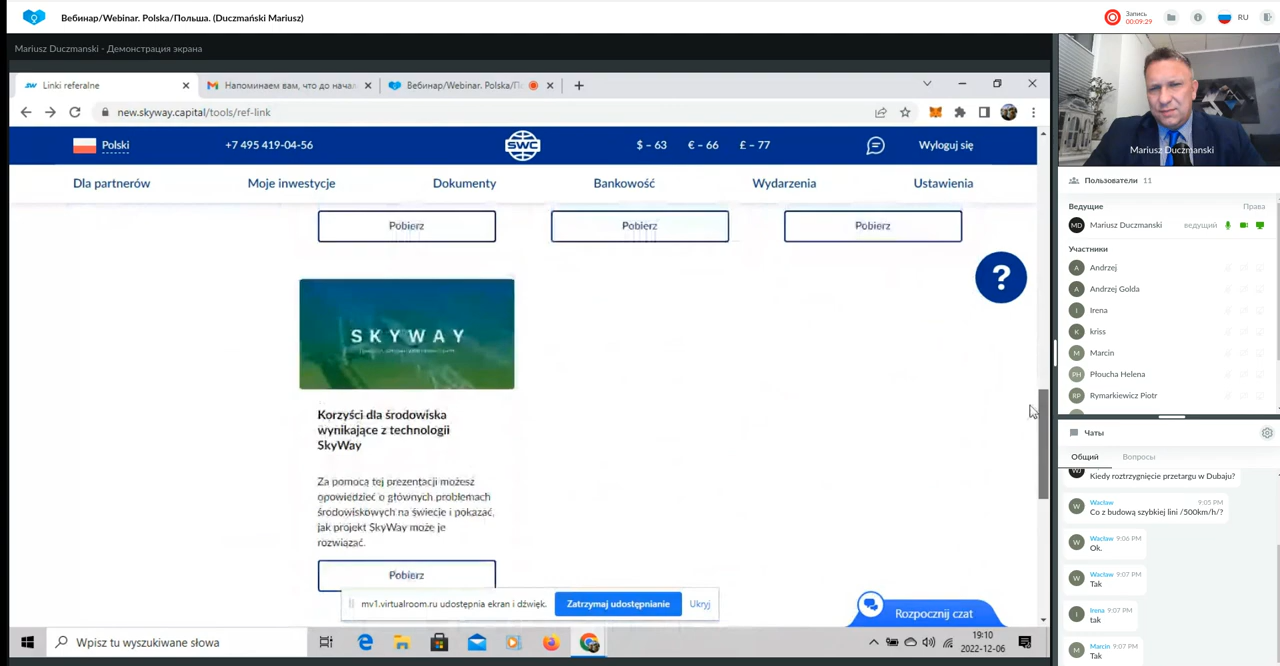 Вебинар/Webinar. Polska/Польша. (Duczmański Mariusz)
Запись
00:09:29
RU
Mariusz Duczmanski - Демонстрация экрана
Linki referalne
Напоминаем вам, что до начал
Вебинар/Webinar. Polska/П
new.skyway.capital/tools/ref-link
Polski
+7 495 419-04-56
SWC
$ – 63
€ – 66
£ – 77
Wyloguj się
Dla partnerów
Moje inwestycje
Dokumenty
Bankowość
Wydarzenia
Ustawienia
Pobierz
Pobierz
Pobierz
?
SKYWAY
Korzyści dla środowiska
wynikające z technologii
SkyWay
Za pomocą tej prezentacji możesz
opowiedzieć o głównych problemach
środowiskowych na świecie i pokazać,
jak projekt SkyWay może je
rozwiązać.
Pobierz
mv1.virtualroom.ru udostępnia ekran i dźwięk.
Zatrzymaj udostępnianie
Ukryj
Rozpocznij czat
Wpisz tu wyszukiwane słowa
19:10
2022-12-06
Mariusz Duczmanski
Пользователи 11
Ведущие
Права
MD
Mariusz Duczmanski
ведущий
Участники
A
Andrzej
A
Andrzej Golda
I
Irena
K
kriss
M
Marcin
PH
Płoucha Helena
RP
Rymarkiewicz Piotr
Чаты
Общий
Вопросы
Kiedy roztrzygnięcie przetargu w Dubaju?
W
Wacław 9:05 PM
Co z budową szybkiej lini /500km/h/?
W
Wacław 9:06 PM
Ok.
W
Wacław 9:07 PM
Tak
I
Irena 9:07 PM
tak
M
Marcin 9:07 PM
Tak